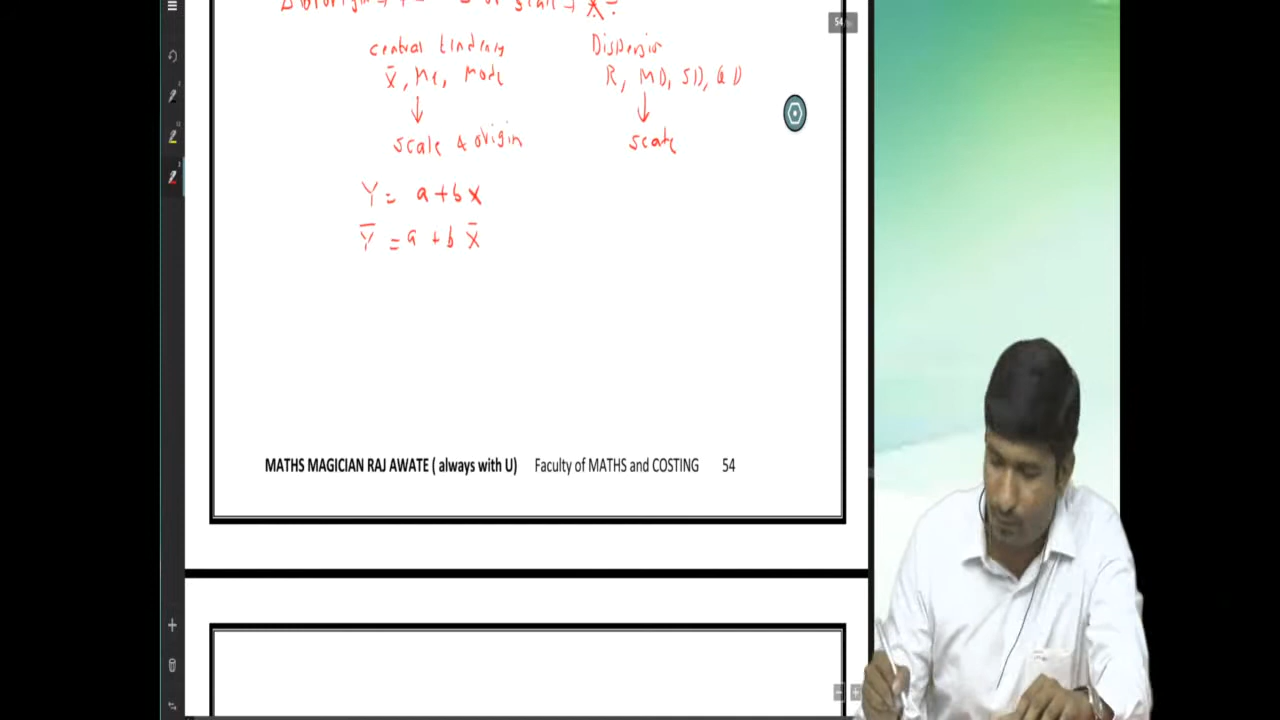 54
central tendency Dispersion
X̄, Me, Mode R, MD, SD, QD
↓ ↓
scale & origin scale
Y = a + b x
Ȳ = a + b X̄
MATHS MAGICIAN RAJ AWATE ( always with U) Faculty of MATHS and COSTING 54